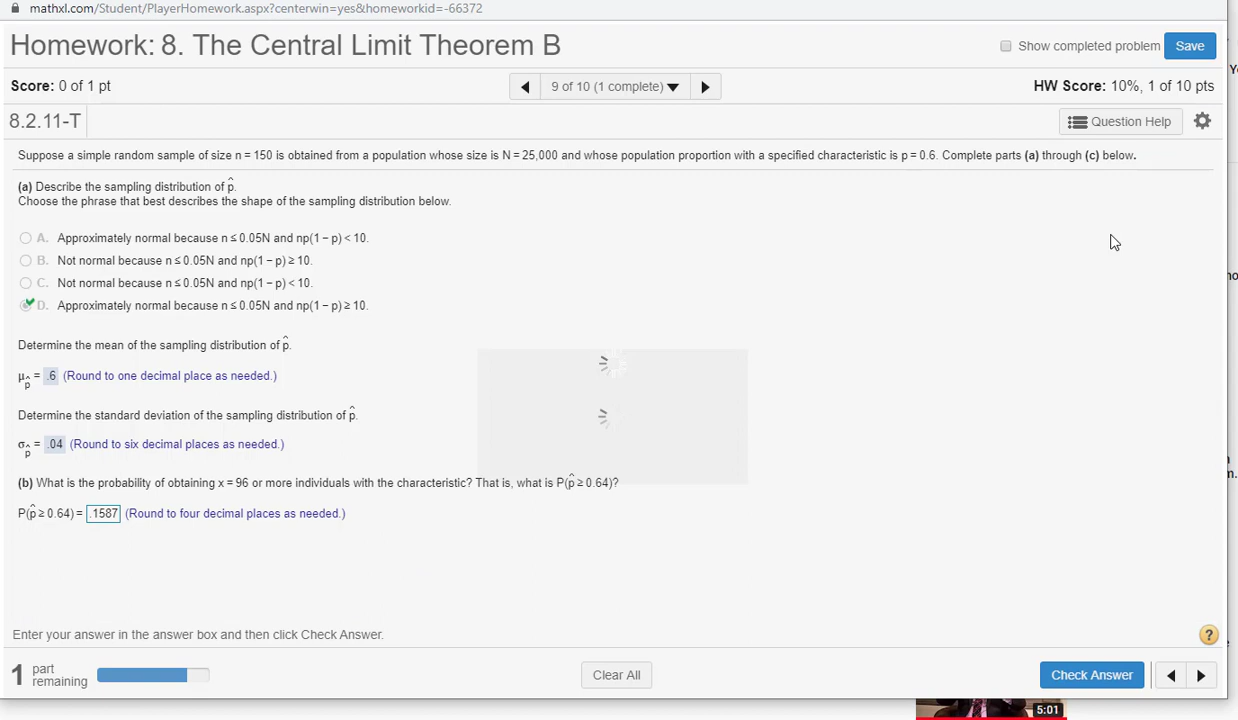 mathxl.com/Student/PlayerHomework.aspx?centerwin=yes&homeworkid=-66372
Homework: 8. The Central Limit Theorem B
Show completed problem
Save
Score: 0 of 1 pt
9 of 10 (1 complete)
HW Score: 10%, 1 of 10 pts
8.2.11-T
Question Help
Suppose a simple random sample of size n = 150 is obtained from a population whose size is N = 25,000 and whose population proportion with a specified characteristic is p = 0.6. Complete parts (a) through (c) below.
(a) Describe the sampling distribution of p̂.
Choose the phrase that best describes the shape of the sampling distribution below.
A. Approximately normal because n ≤ 0.05N and np(1 − p) < 10.
B. Not normal because n ≤ 0.05N and np(1 − p) ≥ 10.
C. Not normal because n ≤ 0.05N and np(1 − p) < 10.
D. Approximately normal because n ≤ 0.05N and np(1 − p) ≥ 10.
Determine the mean of the sampling distribution of p̂.
μp̂ = .6 (Round to one decimal place as needed.)
Determine the standard deviation of the sampling distribution of p̂.
σp̂ = .04 (Round to six decimal places as needed.)
(b) What is the probability of obtaining x = 96 or more individuals with the characteristic? That is, what is P(p̂ ≥ 0.64)?
P(p̂ ≥ 0.64) = .1587 (Round to four decimal places as needed.)
Enter your answer in the answer box and then click Check Answer.
?
1 part remaining
Clear All
Check Answer
5:01